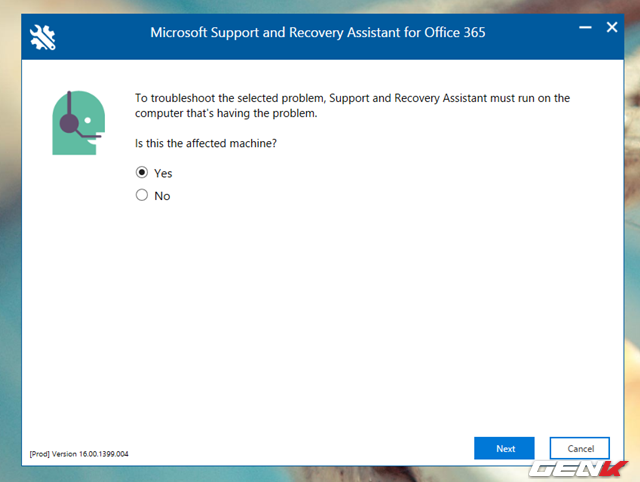 Microsoft Support and Recovery Assistant for Office 365
To troubleshoot the selected problem, Support and Recovery Assistant must run on the
computer that's having the problem.
Is this the affected machine?
Yes
No
[Prod] Version 16.00.1399.004
Next
Cancel
GENK